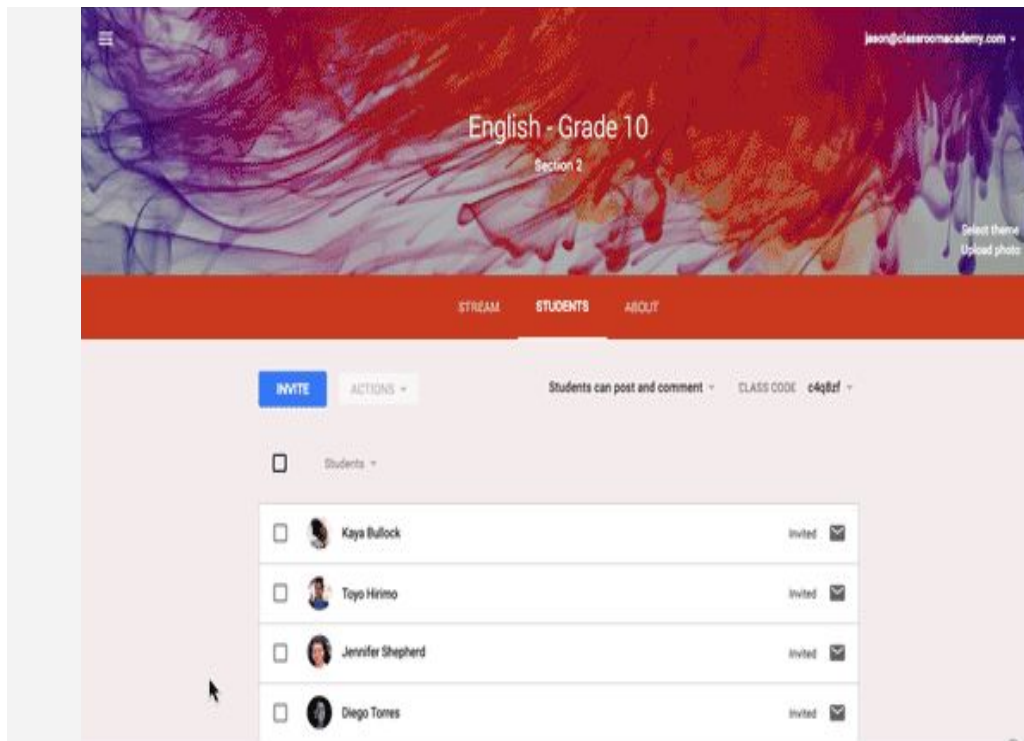 jason@classroomacademy.com
English - Grade 10
Section 2
Select theme
Upload photo
STREAM STUDENTS ABOUT
INVITE ACTIONS Students can post and comment CLASS CODE c4q8zf
Students
Kaya Bullock Invited
Toyo Hirimo Invited
Jennifer Shepherd Invited
Diego Torres Invited